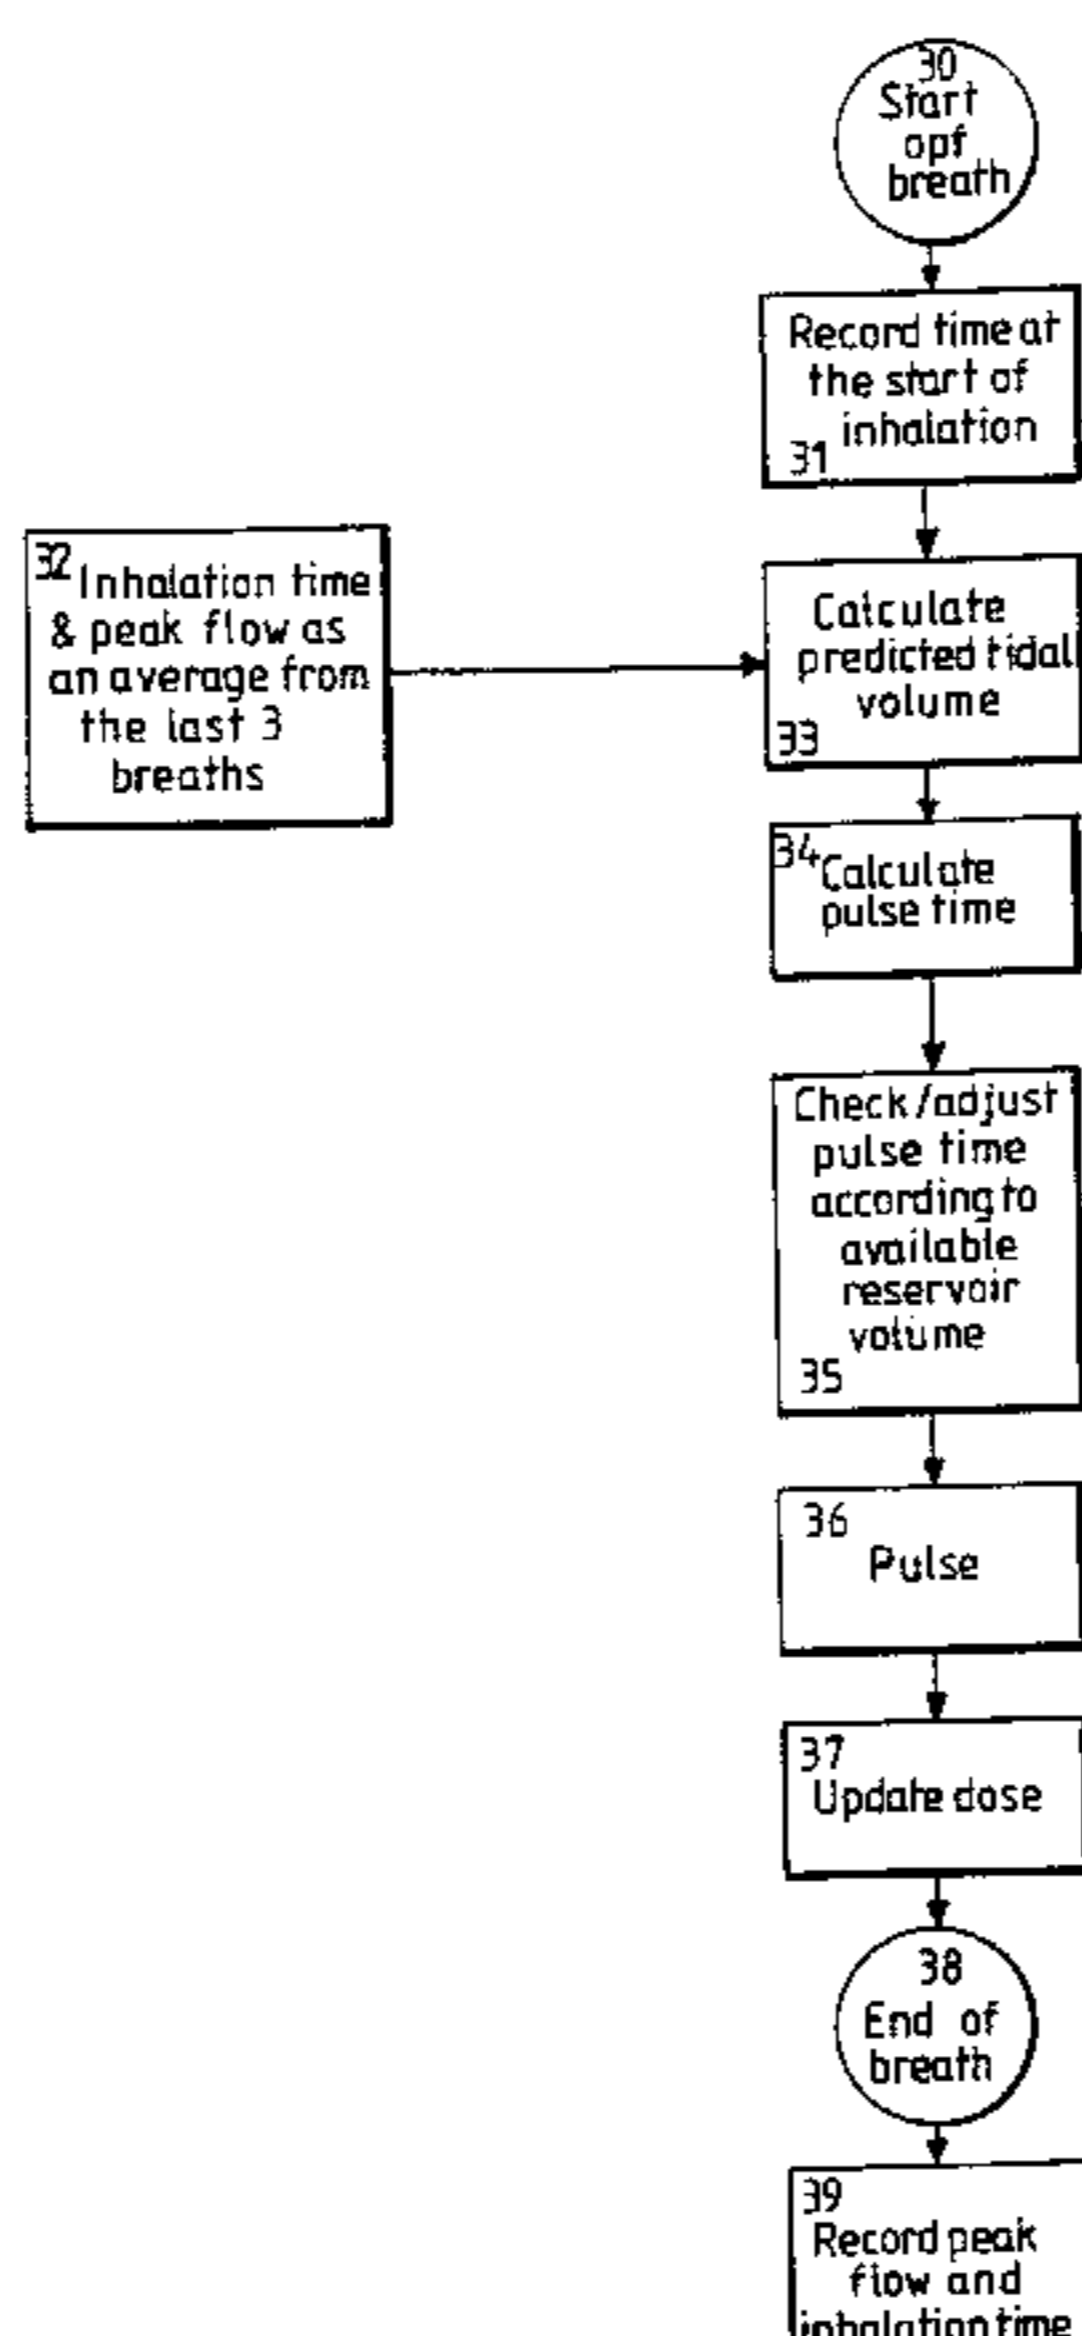 30
Start
opf
breath
Record time at
the start of
inhalation
31
32
Inhalation time
& peak flow as
an average from
the last 3
breaths
Calculate
predicted tidal
volume
33
34
Calculate
pulse time
Check/adjust
pulse time
according to
available
reservoir
volume
35
36
Pulse
37
Update dose
38
End of
breath
39
Record peak
flow and
inhalation time